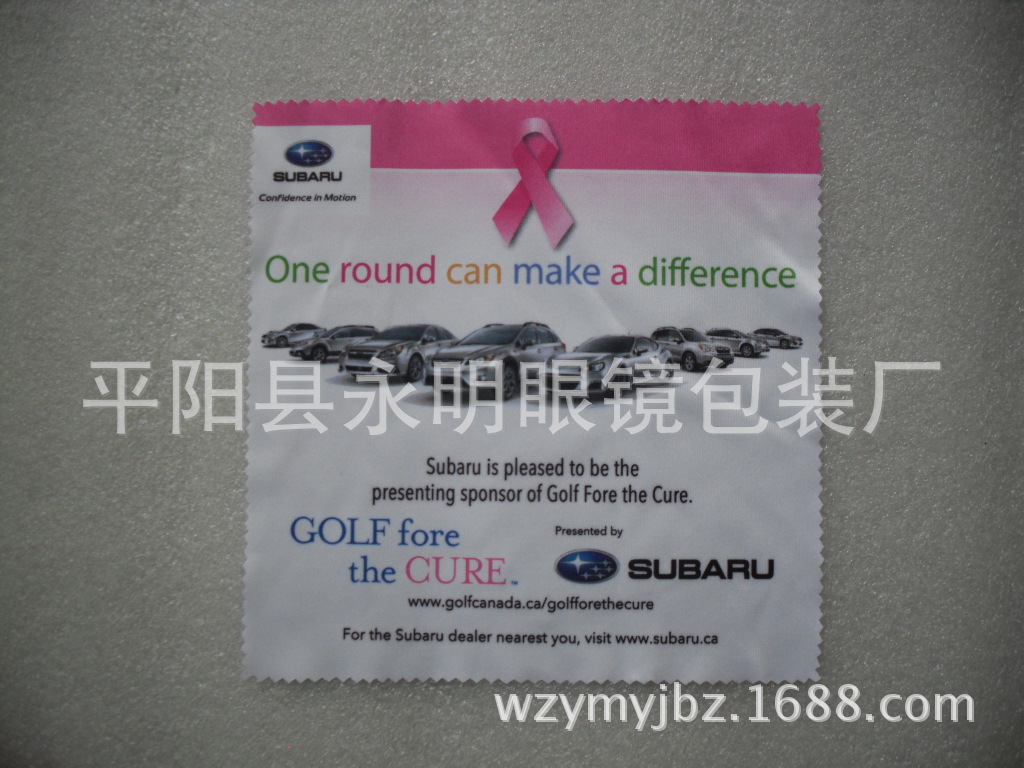 SUBARU
Confidence in Motion
One round can make a difference
平阳县永明眼镜包装厂
Subaru is pleased to be the
presenting sponsor of Golf Fore the Cure.
GOLF fore
the CURE™
Presented by
SUBARU
www.golfcanada.ca/golfforethecure
For the Subaru dealer nearest you, visit www.subaru.ca
wzymyjbz.1688.com